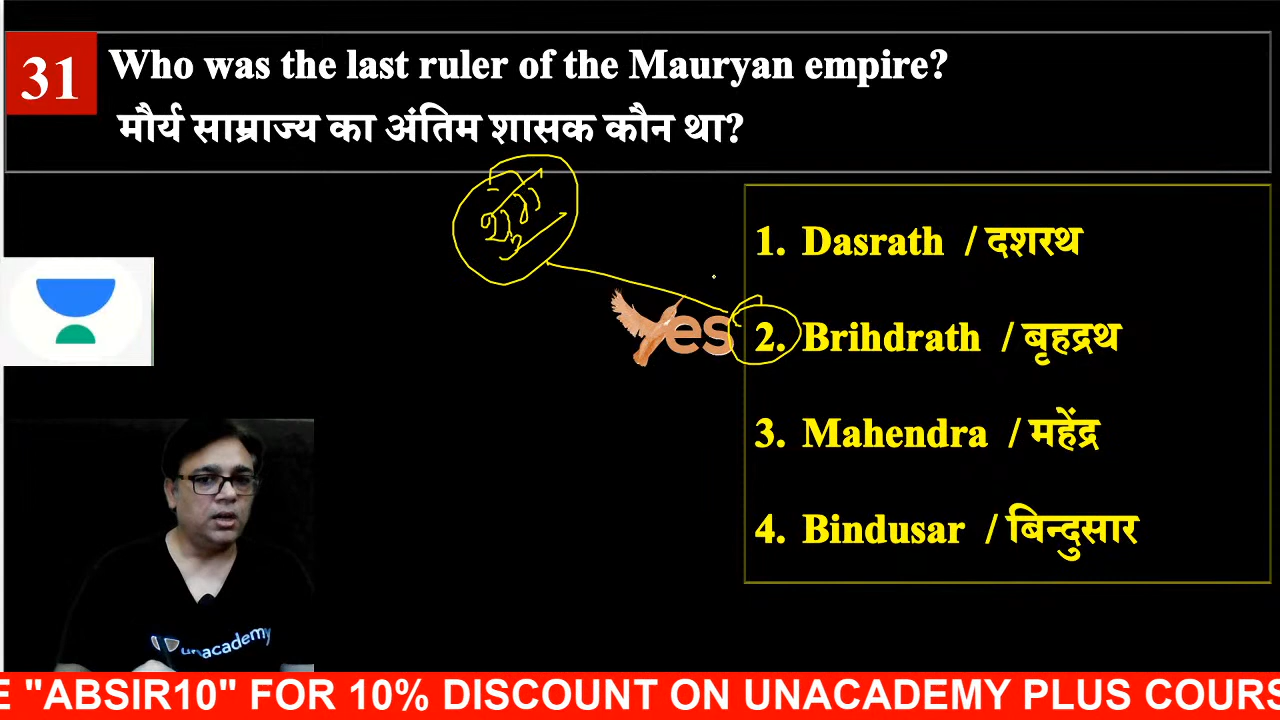 31 Who was the last ruler of the Mauryan empire?
मौर्य साम्राज्य का अंतिम शासक कौन था?
1. Dasrath / दशरथ
Yes
2. Brihdrath / बृहद्रथ
3. Mahendra / महेंद्र
4. Bindusar / बिन्दुसार
unacademy
E "ABSIR10" FOR 10% DISCOUNT ON UNACADEMY PLUS COURS